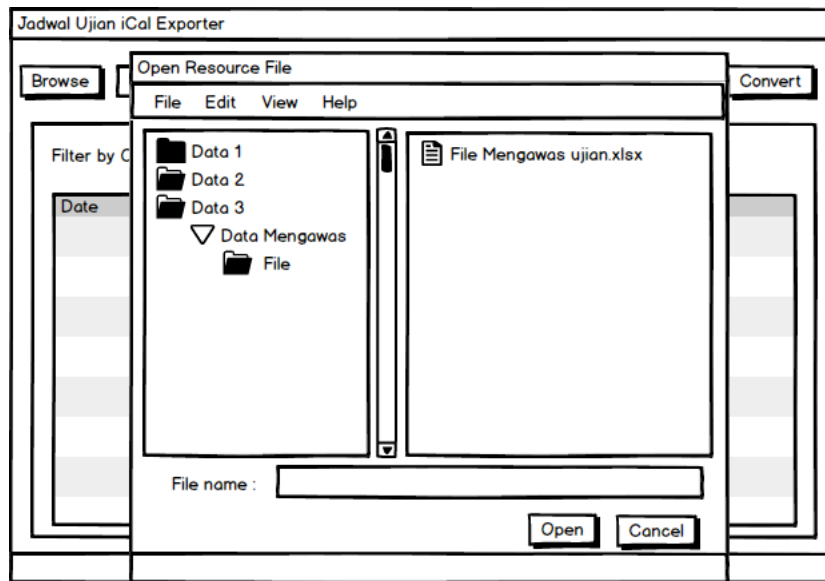 Jadwal Ujian iCal Exporter
Open Resource File
Browse
Convert
File Edit View Help
Filter by
Data 1
File Mengawas ujian.xlsx
Data 2
Date
Data 3
Data Mengawas
File
File name :
Open Cancel